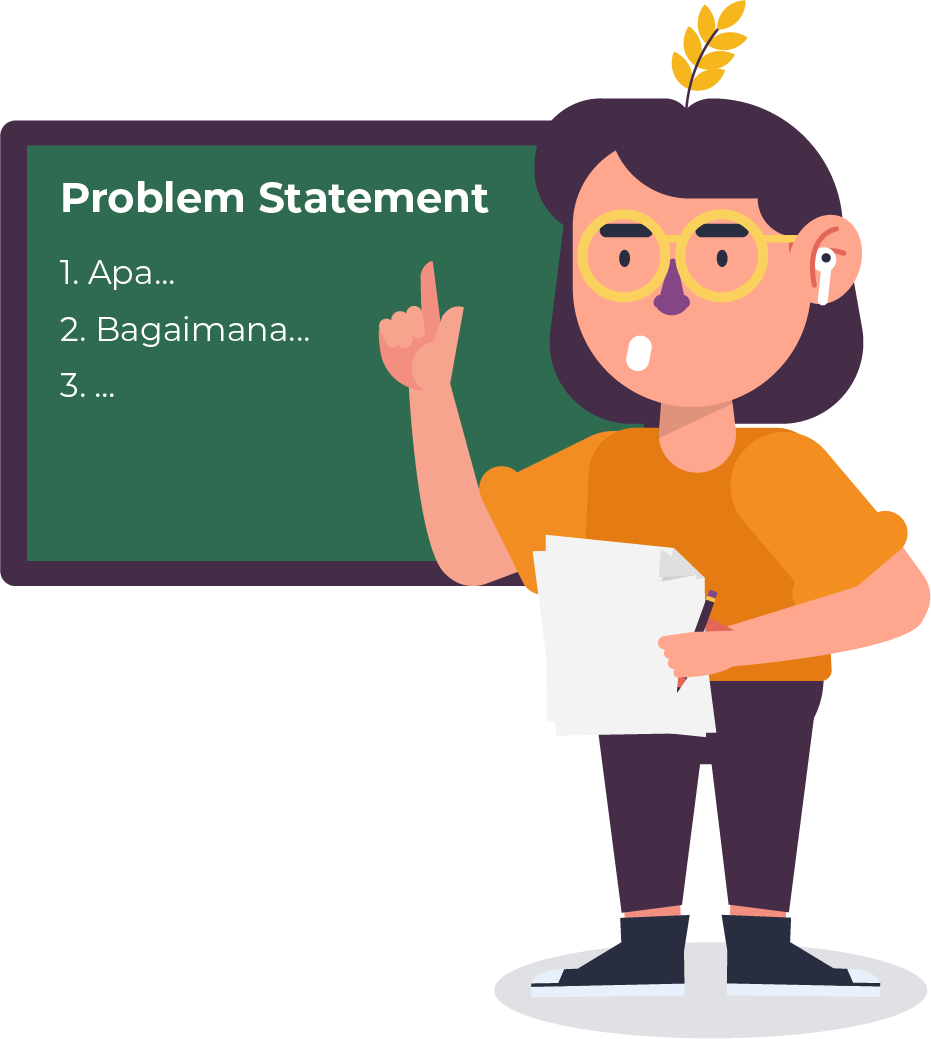 Problem Statement
1. Apa...
2. Bagaimana...
3. ...